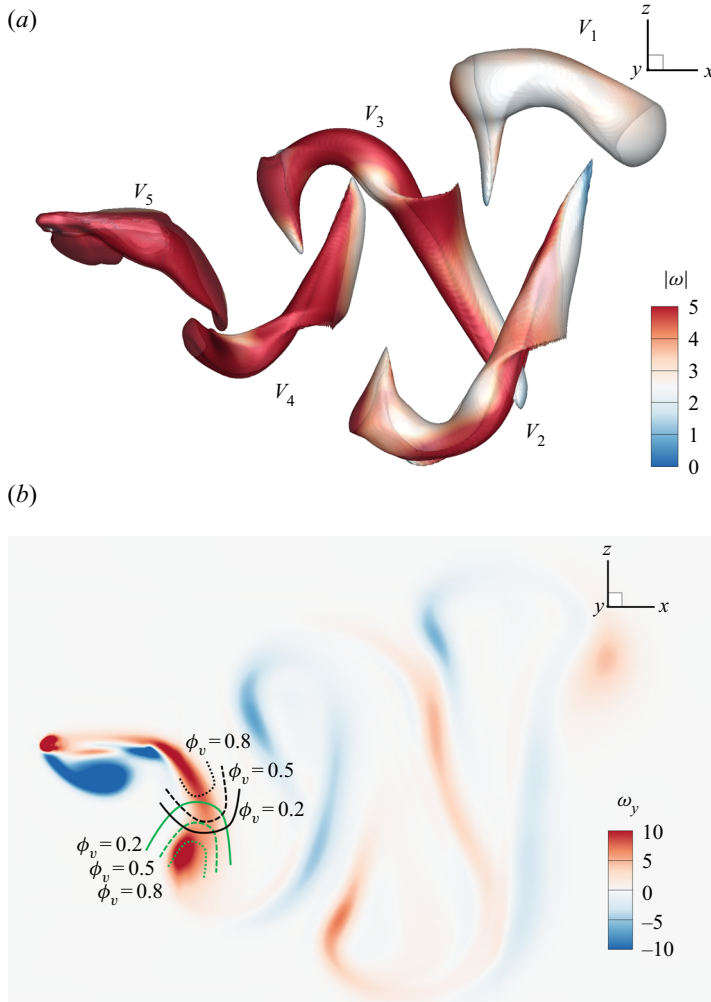 (a)
V₁
z
y
x
V₃
V₅
V₄
V₂
|ω|
5
4
3
2
1
0
(b)
z
y
x
ϕᵥ = 0.8
ϕᵥ = 0.5
ϕᵥ = 0.2
ϕᵥ = 0.2
ϕᵥ = 0.5
ϕᵥ = 0.8
ω_y
10
5
0
−5
−10